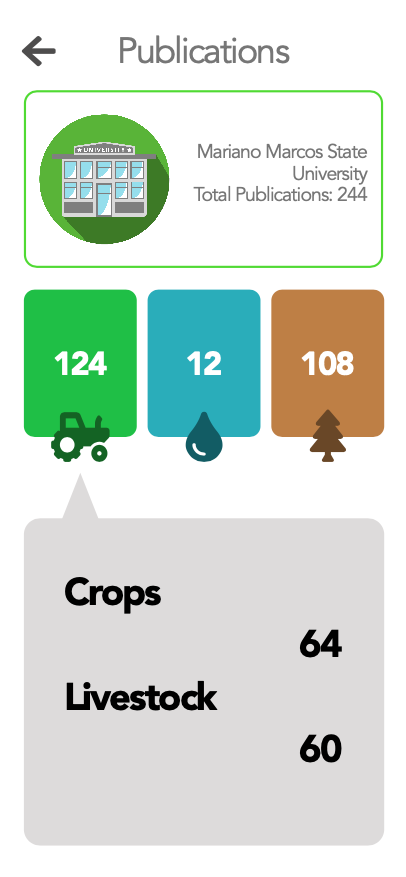 Publications
UNIVERSITY
Mariano Marcos State
University
Total Publications: 244
124
12
108
Crops
64
Livestock
60